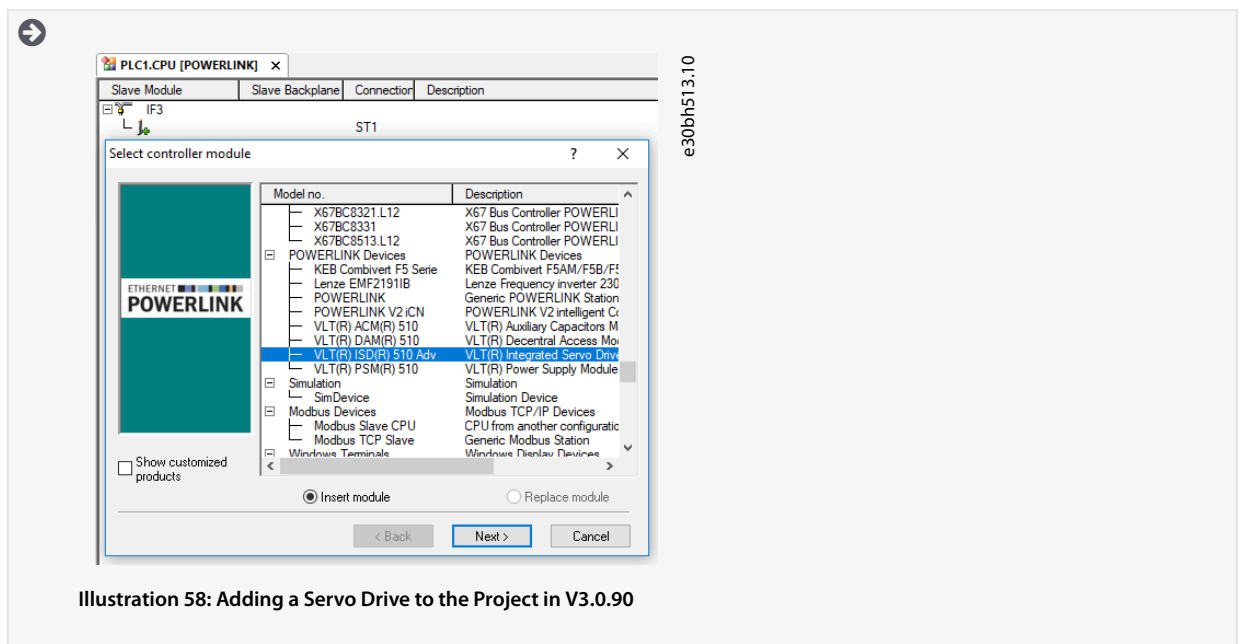 PLC1.CPU [POWERLINK] ×
Slave Module Slave Backplane Connection Description
IF3
ST1
Select controller module ? ×
Model no. Description
X67BC8321.L12 X67 Bus Controller POWERLI
X67BC8331 X67 Bus Controller POWERLI
X67BC8513.L12 X67 Bus Controller POWERLI
POWERLINK Devices POWERLINK Devices
KEB Combivert F5 Serie KEB Combivert F5AM/F5B/F5
Lenze EMF2191IB Lenze Frequency inverter 230
POWERLINK Generic POWERLINK Station
POWERLINK V2 iCN POWERLINK V2 intelligent Co
VLT(R) ACM(R) 510 VLT(R) Auxiliary Capacitors M
VLT(R) DAM(R) 510 VLT(R) Decentral Access Mo
VLT(R) ISD(R) 510 Adv VLT(R) Integrated Servo Drive
VLT(R) PSM(R) 510 VLT(R) Power Supply Module
Simulation Simulation
SimDevice Simulation Device
Modbus Devices Modbus TCP/IP Devices
Modbus Slave CPU CPU from another configuratic
Modbus TCP Slave Generic Modbus Station
Windows Terminals Windows Display Devices
ETHERNET
POWERLINK
Show customized
products
Insert module Replace module
< Back Next > Cancel
e30bh513.10
Illustration 58: Adding a Servo Drive to the Project in V3.0.90